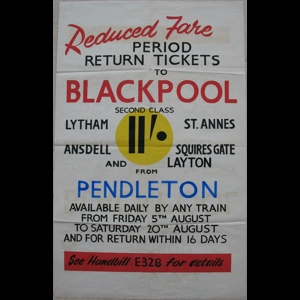 Reduced Fare
PERIOD
RETURN TICKETS
TO
BLACKPOOL
SECOND CLASS
11/.
LYTHAM ST. ANNES
ANSDELL SQUIRES GATE
AND LAYTON
FROM
PENDLETON
AVAILABLE DAILY BY ANY TRAIN
FROM FRIDAY 5TH AUGUST
TO SATURDAY 20TH AUGUST
AND FOR RETURN WITHIN 16 DAYS
See Handbill E328 for details